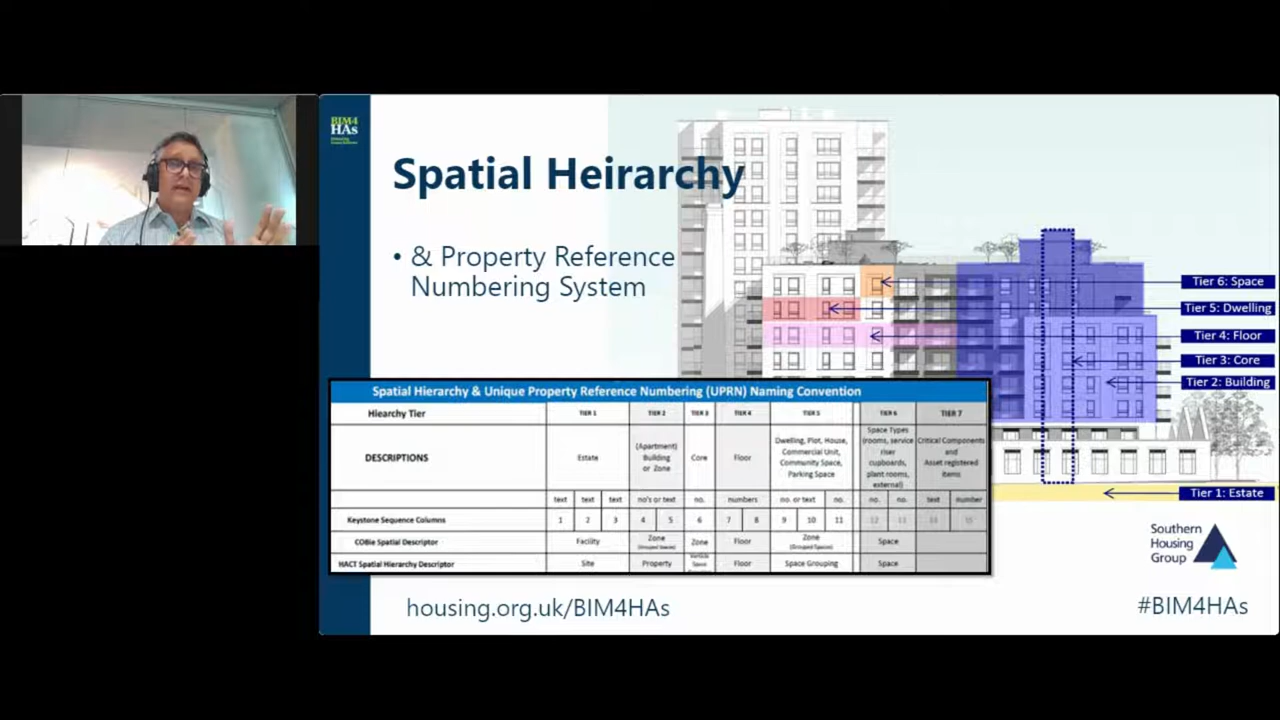 BIM4
HAs
Spatial Heirarchy
• & Property Reference
Numbering System
Tier 6: Space
Tier 5: Dwelling
Tier 4: Floor
Tier 3: Core
Tier 2: Building
Tier 1: Estate
Spatial Hierarchy & Unique Property Reference Numbering (UPRN) Naming Convention
Hiearchy Tier TIER 1 TIER 2 TIER 3 TIER 4 TIER 5 TIER 6 TIER 7
DESCRIPTIONS
Estate
(Apartment)
Building
or Zone
Core
Floor
Dwelling, Plot, House,
Commercial Unit,
Community Space,
Parking Space
Space Types
(rooms, service
riser
cupboards,
plant rooms,
external)
Critical Components
and
Asset registered
items
text text text no's or text no. numbers no. or text no. no. no. text number
Keystone Sequence Columns 1 2 3 4 5 6 7 8 9 10 11 12 13 14 15
COBie Spatial Descriptor Facility Zone (Grouped Spaces) Zone Floor Zone (Grouped Spaces) Space
HACT Spatial Hierarchy Descriptor Site Property Vertical Space Floor Space Grouping Space
Southern
Housing
Group
housing.org.uk/BIM4HAs
#BIM4HAs